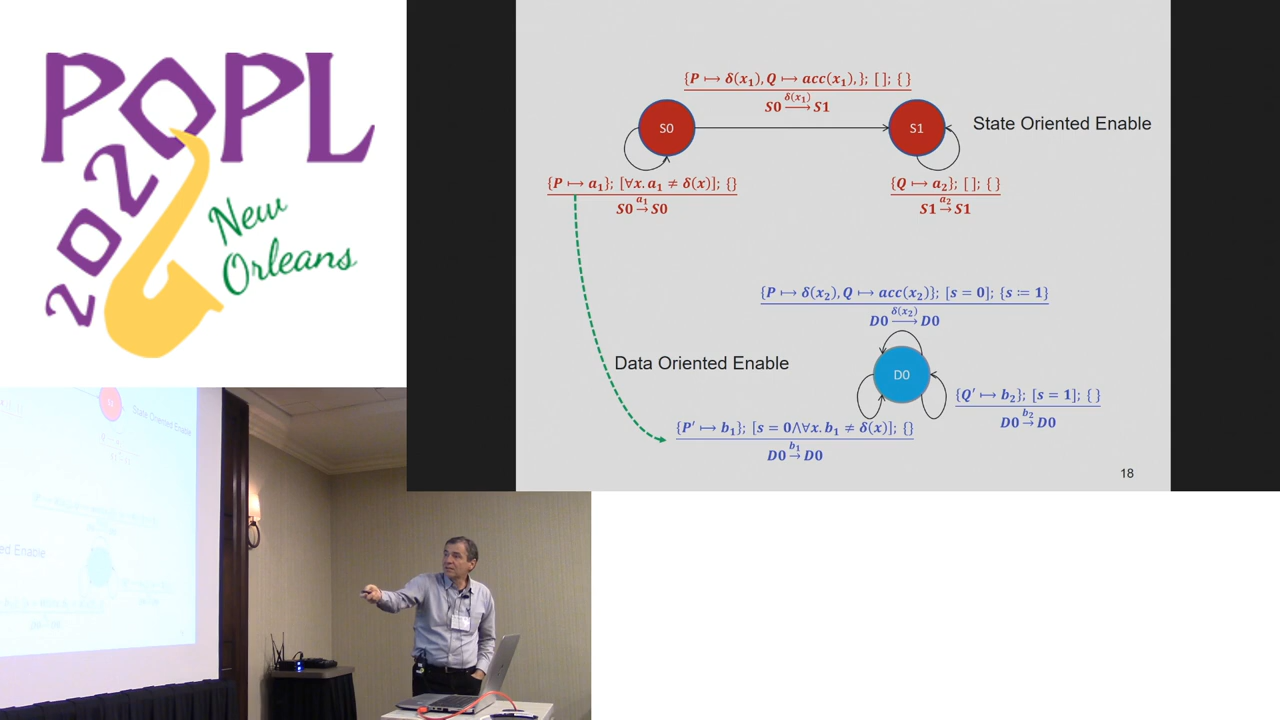 POPL
2020
New
Orleans
{P ↦ δ(x₁), Q ↦ acc(x₁),}; [ ]; { }
S0 —δ(x₁)→ S1
S0
S1
State Oriented Enable
{P ↦ a₁}; [∀x. a₁ ≠ δ(x)]; {}
S0 —a₁→ S0
{Q ↦ a₂}; [ ]; { }
S1 —a₂→ S1
{P ↦ δ(x₂), Q ↦ acc(x₂)}; [s = 0]; {s ≔ 1}
D0 —δ(x₂)→ D0
Data Oriented Enable
D0
{Q′ ↦ b₂}; [s = 1]; { }
D0 —b₂→ D0
{P′ ↦ b₁}; [s = 0∧∀x. b₁ ≠ δ(x)]; {}
D0 —b₁→ D0
18
State Oriented Enable
ed Enable